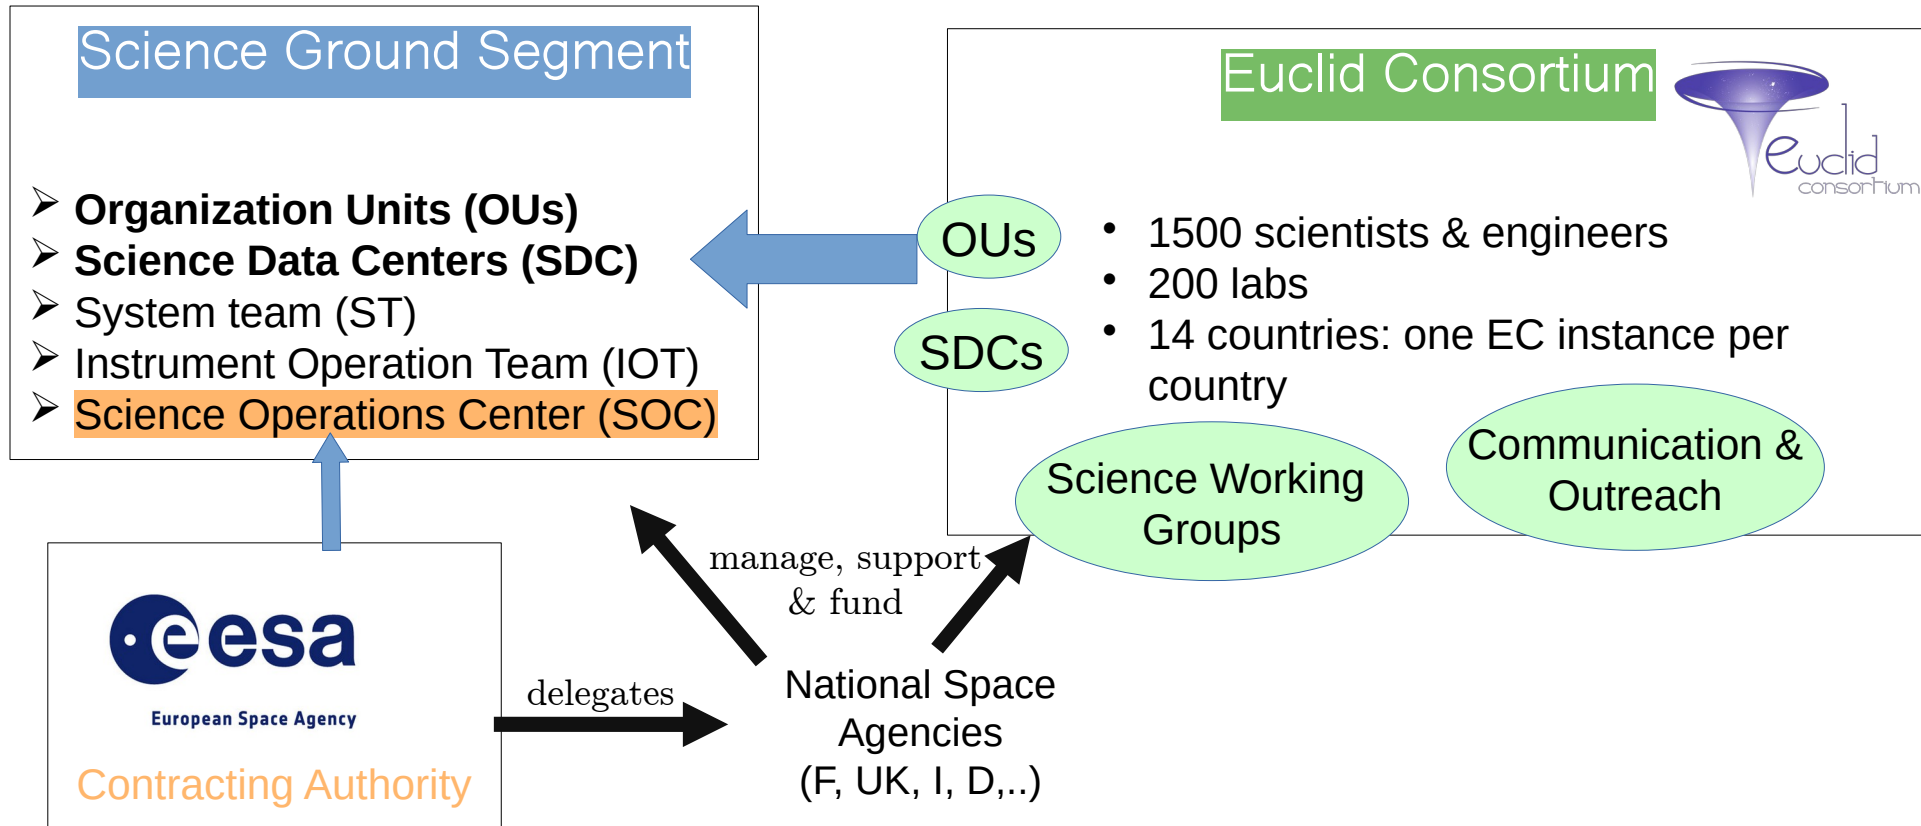 Science Ground Segment
Organization Units (OUs)
Science Data Centers (SDC)
System team (ST)
Instrument Operation Team (IOT)
Science Operations Center (SOC)
Euclid Consortium
euclid
consortium
OUs
SDCs
1500 scientists & engineers
200 labs
14 countries: one EC instance per
country
Science Working
Groups
Communication &
Outreach
esa
European Space Agency
Contracting Authority
delegates
manage, support
& fund
National Space
Agencies
(F, UK, I, D,..)